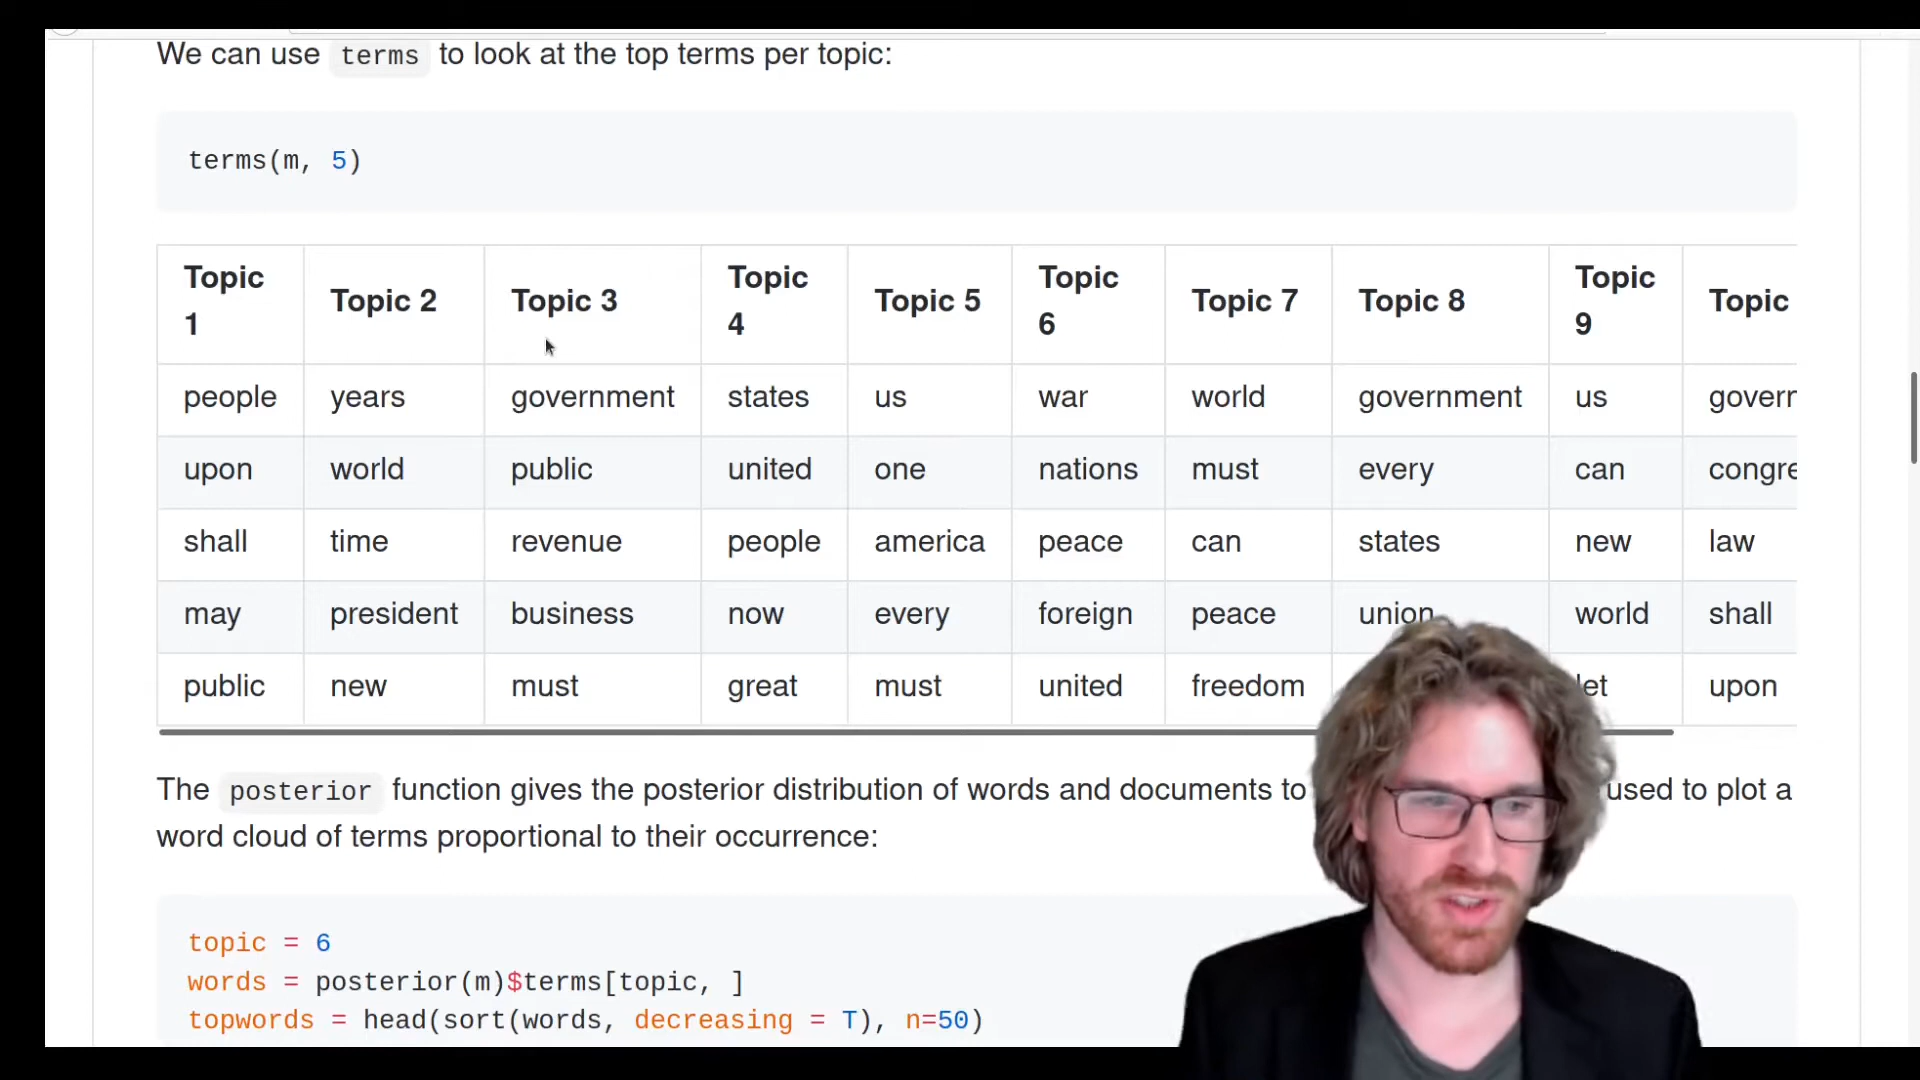 We can use terms to look at the top terms per topic:
terms(m, 5)
Topic 1 Topic 2 Topic 3 Topic 4 Topic 5 Topic 6 Topic 7 Topic 8 Topic 9 Topic
people years government states us war world government us govern
upon world public united one nations must every can congre
shall time revenue people america peace can states new law
may president business now every foreign peace union world shall
public new must great must united freedom let upon
The posterior function gives the posterior distribution of words and documents to used to plot a
word cloud of terms proportional to their occurrence:
topic = 6
words = posterior(m)$terms[topic, ]
topwords = head(sort(words, decreasing = T), n=50)